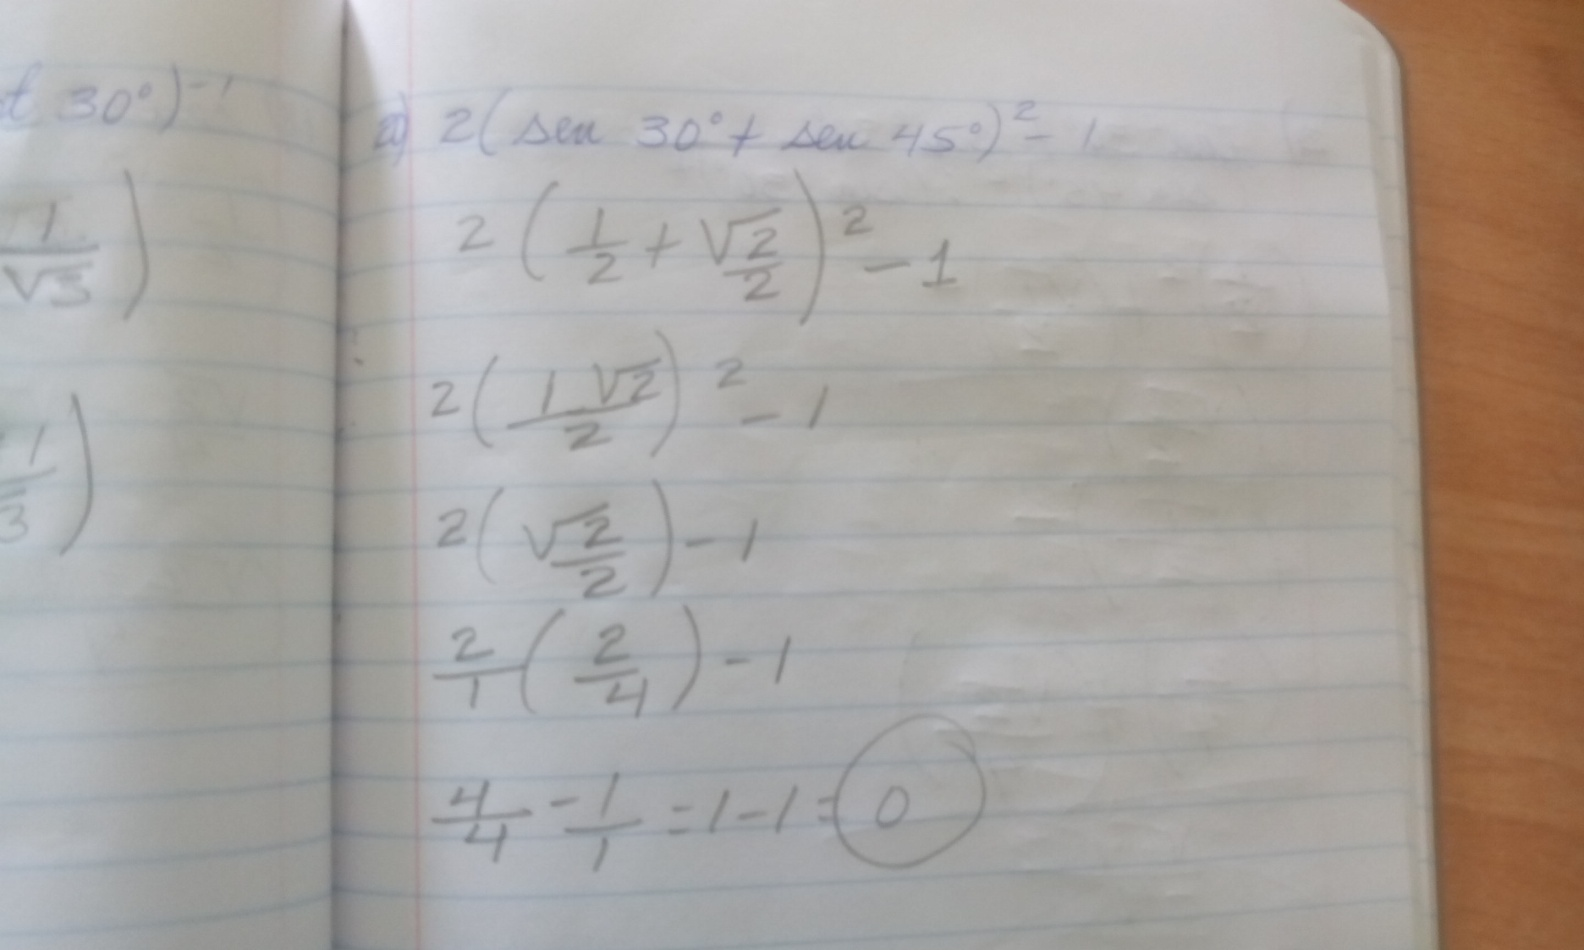 t 30°)⁻¹
1/√3 )
1/3 )
a) 2( sen 30° + sen 45°)² - 1
2 ( 1/2 + √2/2 )² - 1
2 ( 1 √2/2 )² - 1
2 ( √2/2 ) - 1
2/1 ( 2/4 ) - 1
4/4 - 1/1 = 1 - 1 = 0